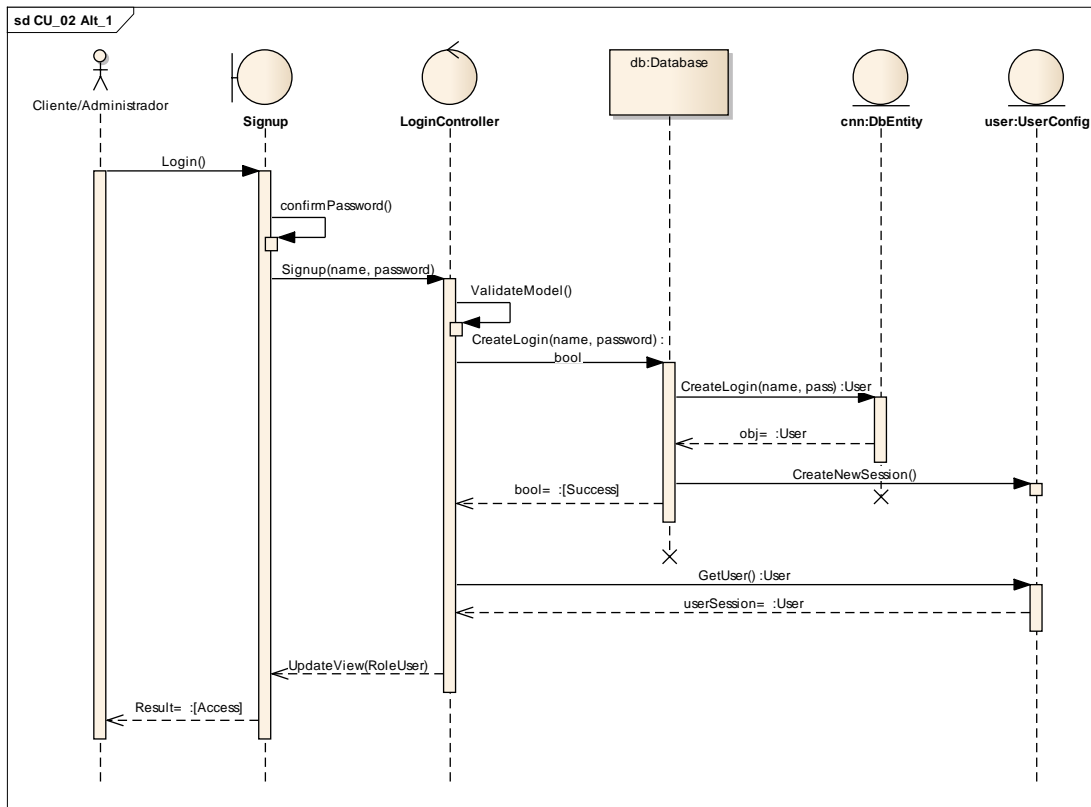 sd CU_02 Alt_1
Cliente/Administrador
Signup
LoginController
db:Database
cnn:DbEntity
user:UserConfig
Login()
confirmPassword()
Signup(name, password)
ValidateModel()
CreateLogin(name, password) :
bool
CreateLogin(name, pass) :User
obj= :User
CreateNewSession()
bool= :[Success]
GetUser() :User
userSession= :User
UpdateView(RoleUser)
Result= :[Access]